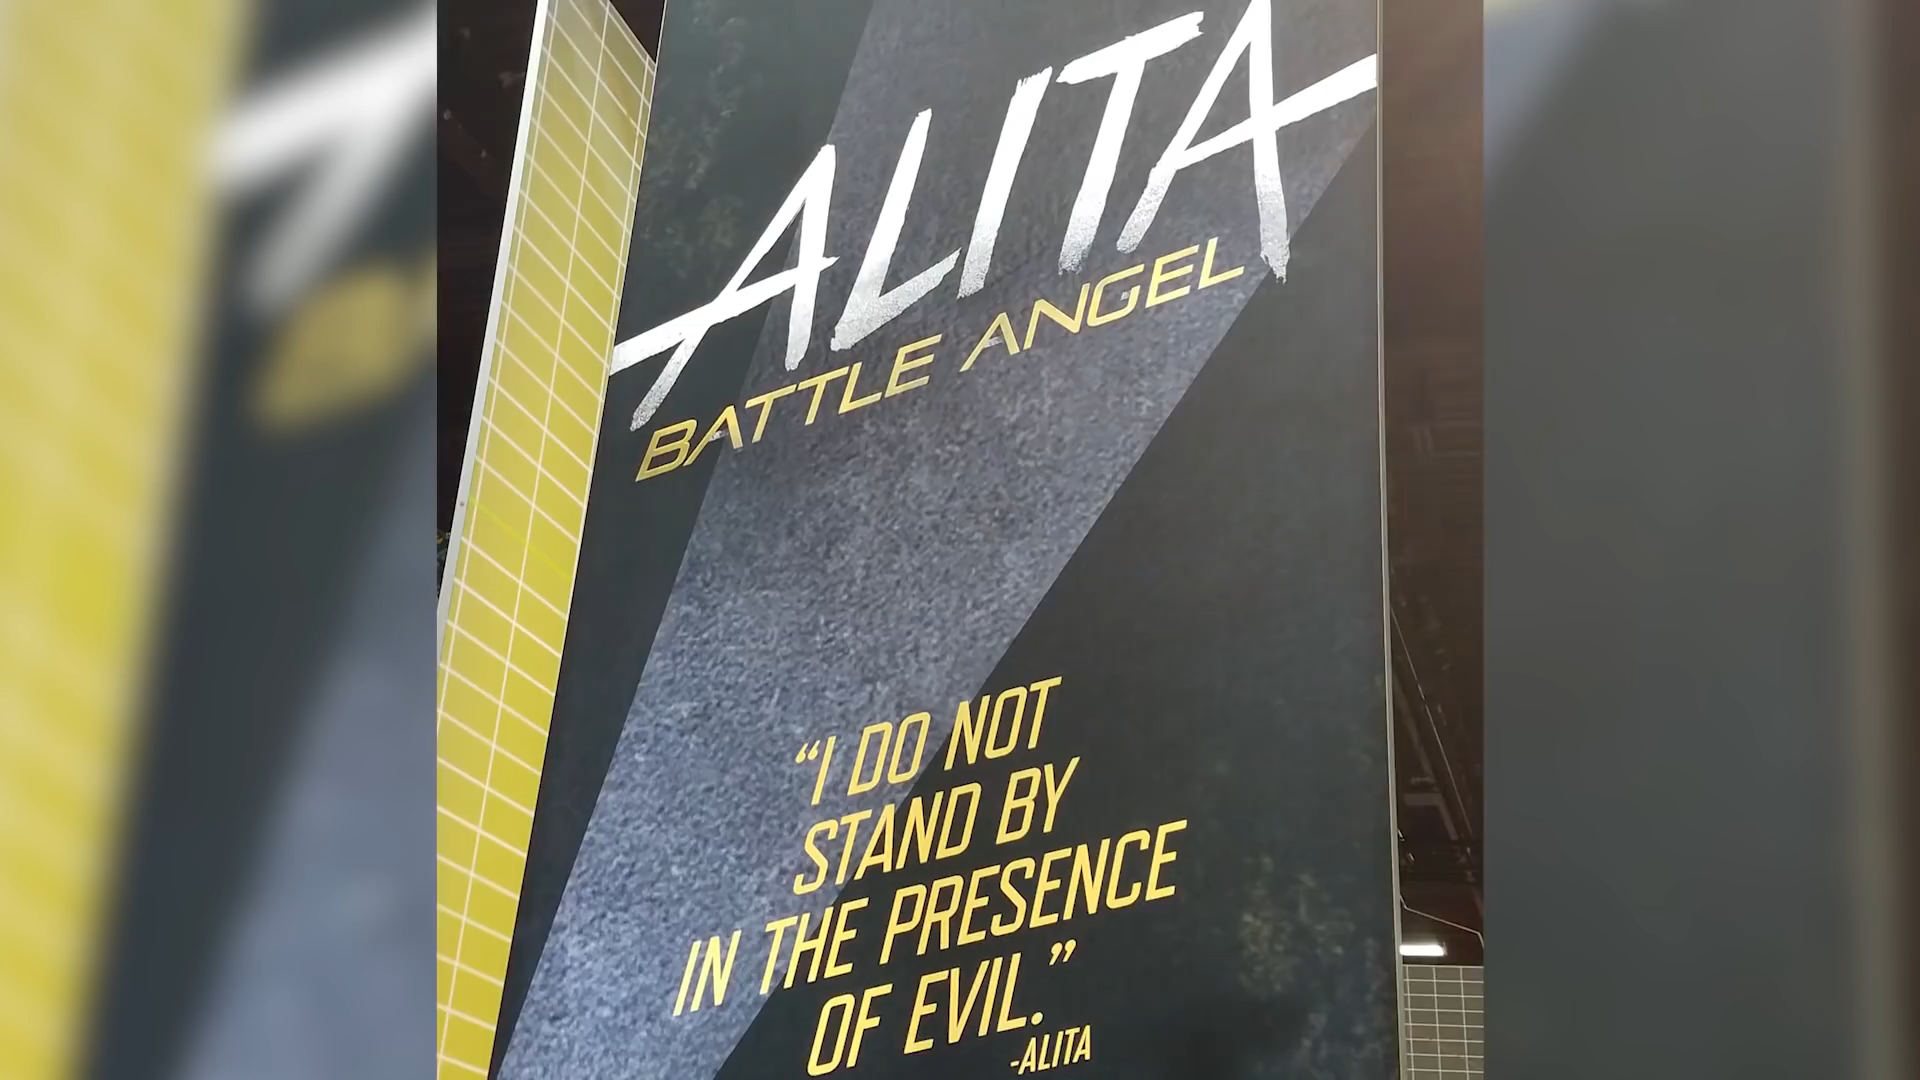 ALITA
BATTLE ANGEL
“I DO NOT
STAND BY
IN THE PRESENCE
OF EVIL.”
-ALITA